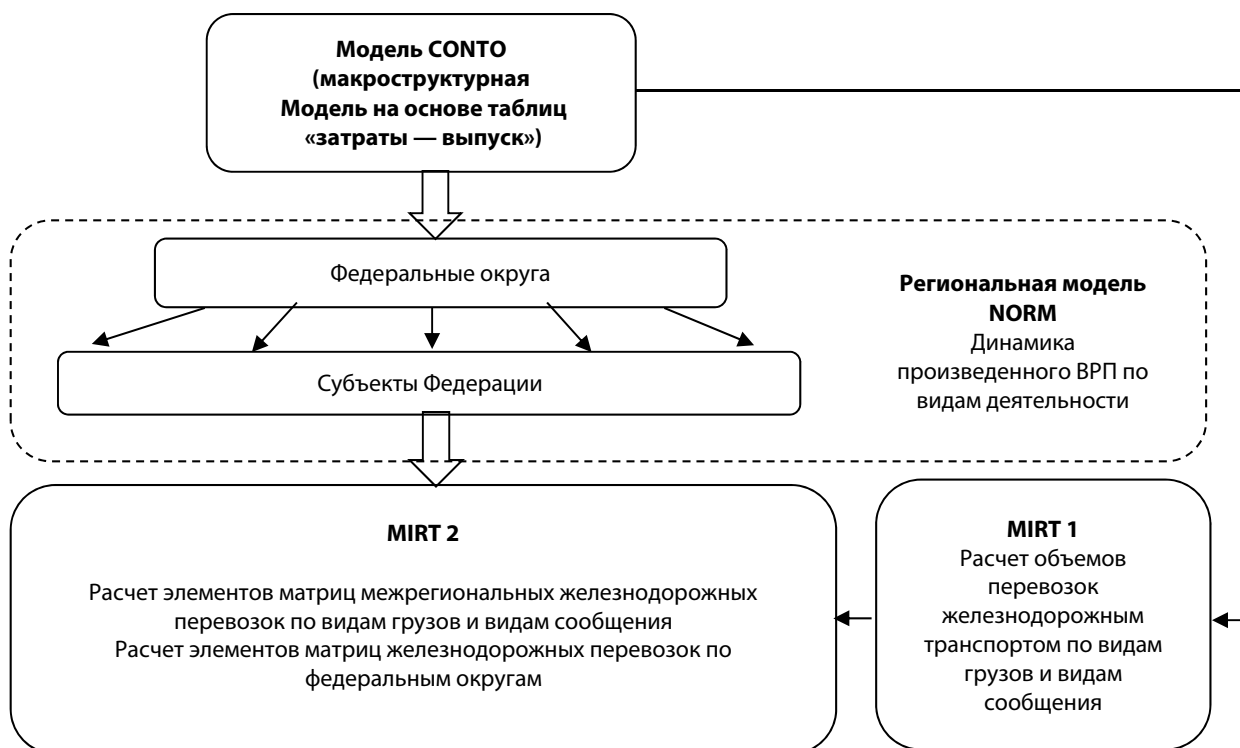 Модель CONTO
(макроструктурная
Модель на основе таблиц
«затраты — выпуск»)
Федеральные округа
Субъекты Федерации
Региональная модель
NORM
Динамика
произведенного ВРП по
видам деятельности
MIRT 2
Расчет элементов матриц межрегиональных железнодорожных
перевозок по видам грузов и видам сообщения
Расчет элементов матриц железнодорожных перевозок по
федеральным округам
MIRT 1
Расчет объемов
перевозок
железнодорожным
транспортом по видам
грузов и видам
сообщения